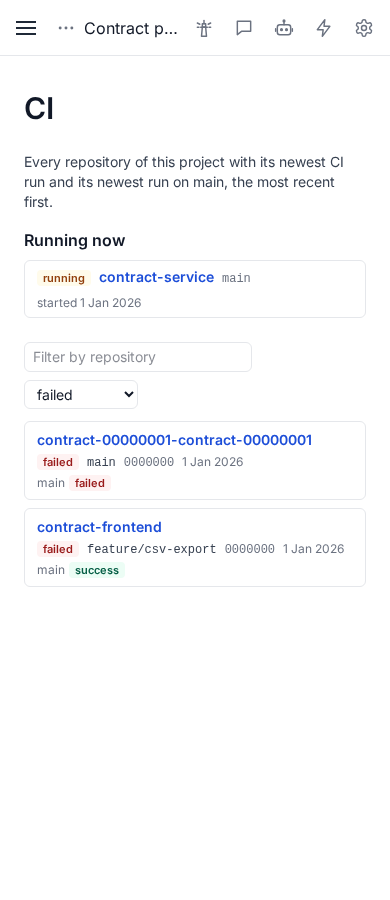 Contract p...
CI
Every repository of this project with its newest CI
run and its newest run on main, the most recent
first.
Running now
running contract-service main
started 1 Jan 2026
Filter by repository
failed
contract-00000001-contract-00000001
failed main 0000000 1 Jan 2026
main failed
contract-frontend
failed feature/csv-export 0000000 1 Jan 2026
main success